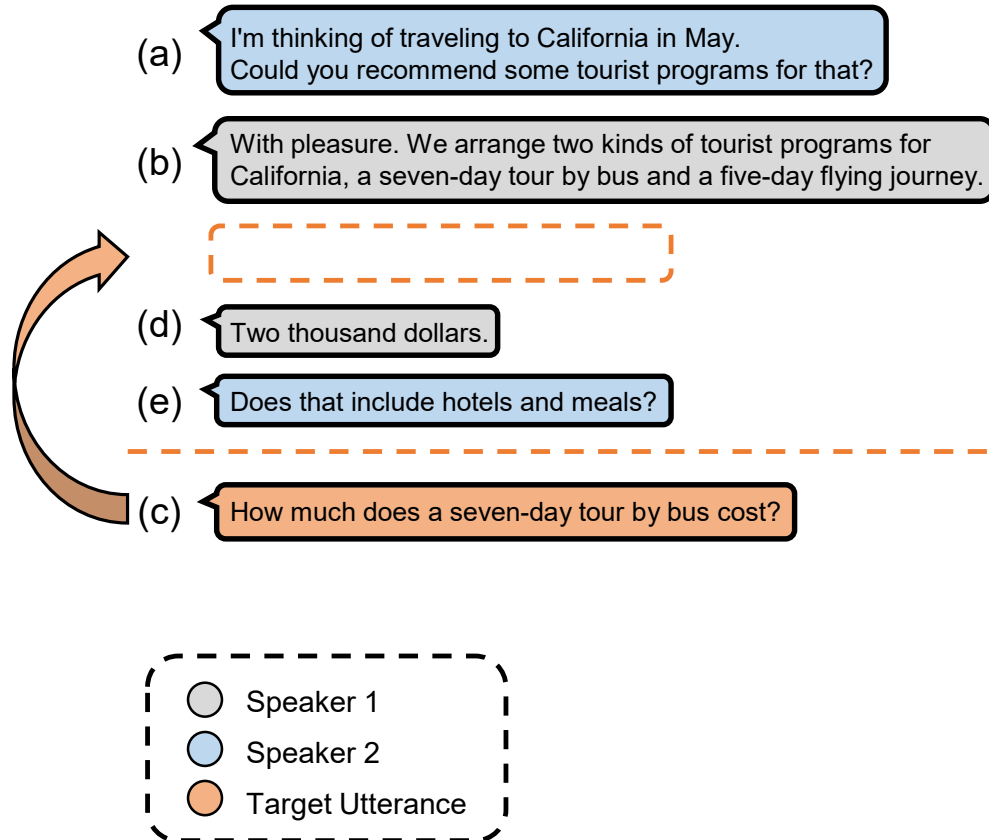 (a)
I'm thinking of traveling to California in May.
Could you recommend some tourist programs for that?
(b)
With pleasure. We arrange two kinds of tourist programs for
California, a seven-day tour by bus and a five-day flying journey.
(d)
Two thousand dollars.
(e)
Does that include hotels and meals?
(c)
How much does a seven-day tour by bus cost?
Speaker 1
Speaker 2
Target Utterance